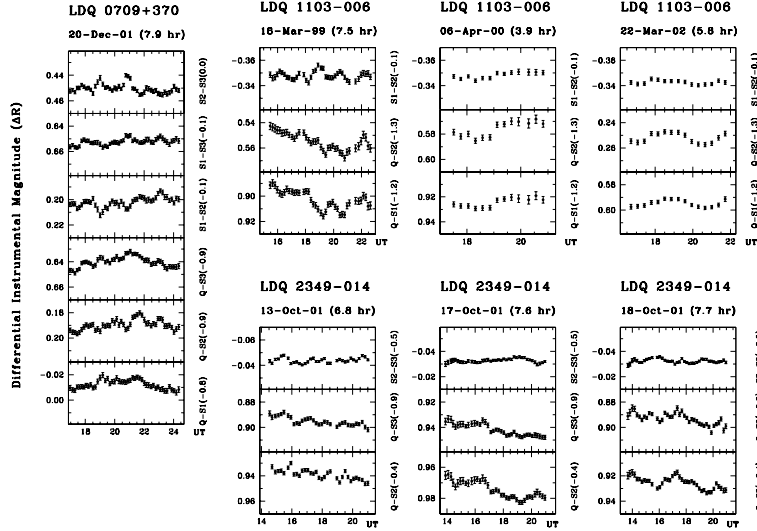 LDQ 0709+370
20-Dec-01 (7.9 hr)
0.44
0.46
S2-S3(0.0)
0.64
0.66
S1-S3(-0.1)
0.20
0.22
S1-S2(-0.1)
0.62
0.64
Q-S3(-0.9)
0.18
0.20
Q-S2(-0.9)
-0.02
0.00
Q-S1(-0.8)
18 20 22 24 UT
Differential Instrumental Magnitude (ΔR)
LDQ 1103-006
18-Mar-99 (7.5 hr)
-0.36
-0.34
S1-S2(-0.1)
0.54
0.56
Q-S2(-1.3)
0.90
0.92
Q-S1(-1.2)
16 18 20 22 UT
LDQ 1103-006
06-Apr-00 (3.9 hr)
-0.36
-0.34
S1-S2(-0.1)
0.58
0.60
Q-S2(-1.3)
0.92
0.94
Q-S1(-1.2)
18 20 UT
LDQ 1103-006
22-Mar-02 (5.8 hr)
-0.36
-0.34
S1-S2(-0.1)
0.24
0.26
Q-S2(-1.3)
0.58
0.60
Q-S1(-1.2)
18 20 22 UT
LDQ 2349-014
13-Oct-01 (6.8 hr)
-0.06
-0.04
S2-S3(-0.5)
0.88
0.90
Q-S3(-0.9)
0.94
0.96
Q-S2(-0.4)
14 16 18 20 UT
LDQ 2349-014
17-Oct-01 (7.6 hr)
-0.04
-0.02
S2-S3(-0.5)
0.92
0.94
Q-S3(-0.9)
0.96
0.98
Q-S2(-0.4)
14 16 18 20 UT
LDQ 2349-014
18-Oct-01 (7.7 hr)
-0.04
-0.02
0.88
0.90
0.92
0.94
14 16 18 20 UT